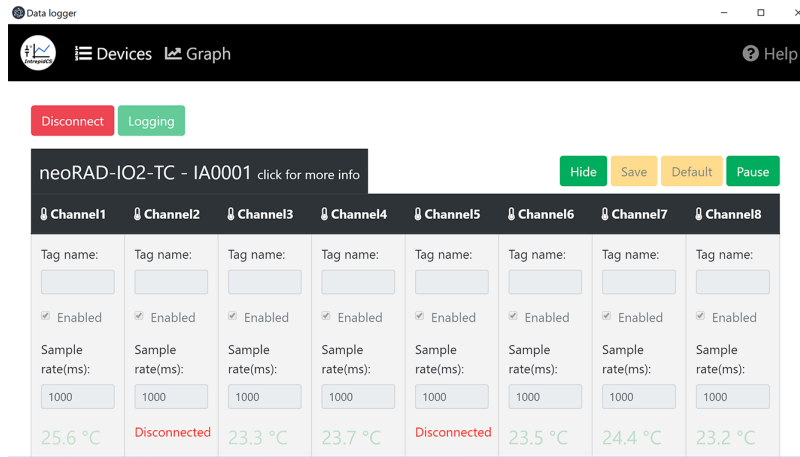 Data logger
IntrepidCS
Devices Graph Help
Disconnect Logging
neoRAD-IO2-TC - IA0001 click for more info
Hide Save Default Pause
Channel1 Channel2 Channel3 Channel4 Channel5 Channel6 Channel7 Channel8
Tag name: Tag name: Tag name: Tag name: Tag name: Tag name: Tag name: Tag name:
Enabled Enabled Enabled Enabled Enabled Enabled Enabled Enabled
Sample Sample Sample Sample Sample Sample Sample Sample
rate(ms): rate(ms): rate(ms): rate(ms): rate(ms): rate(ms): rate(ms): rate(ms):
1000 1000 1000 1000 1000 1000 1000 1000
25.6 °C Disconnected 23.3 °C 23.7 °C Disconnected 23.5 °C 24.4 °C 23.2 °C